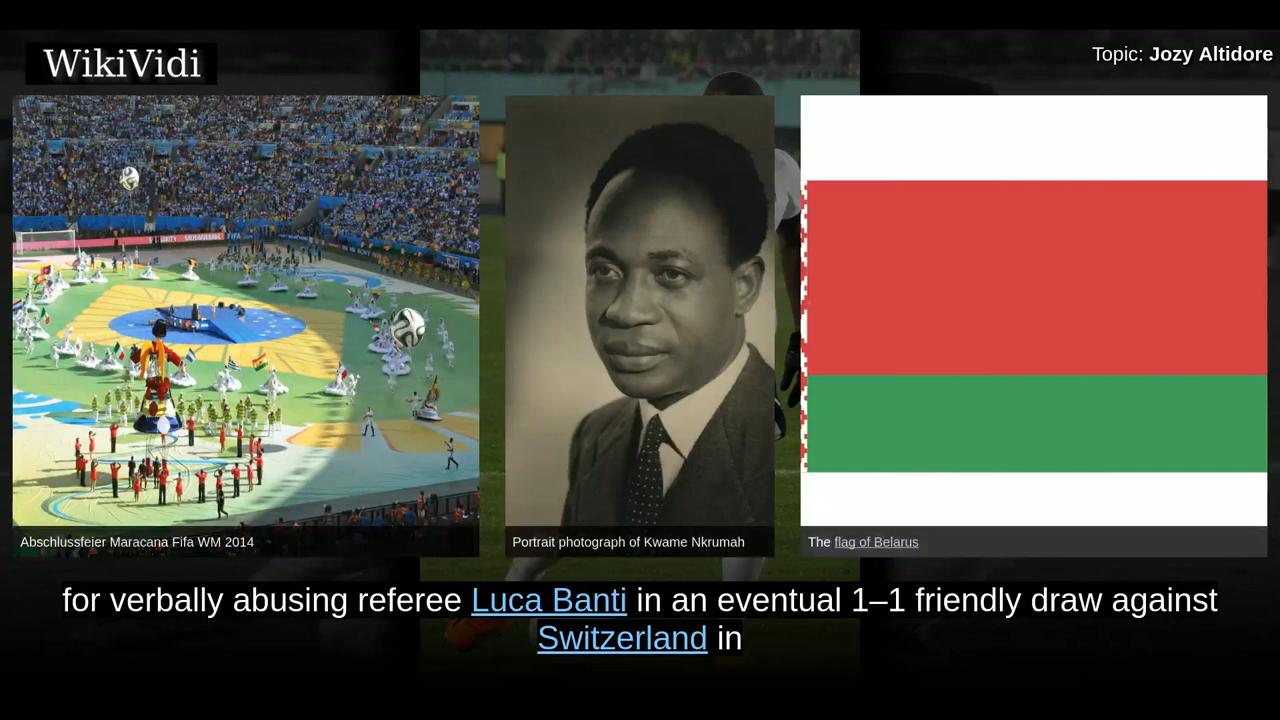 WikiVidi
Topic: Jozy Altidore
Abschlussfeier Maracana Fifa WM 2014
Portrait photograph of Kwame Nkrumah
The flag of Belarus
for verbally abusing referee Luca Banti in an eventual 1–1 friendly draw against
Switzerland in